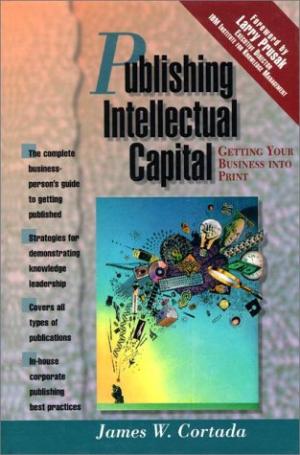 Foreword by
Larry Prusak
Executive Director
IBM Institute for Knowledge Management
Publishing
Intellectual
Capital
Getting Your
Business into
Print
The complete
business-
person's guide
to getting
published
Strategies for
demonstrating
knowledge
leadership
Covers all
types of
publications
In-house
corporate
publishing
best practices
James W. Cortada